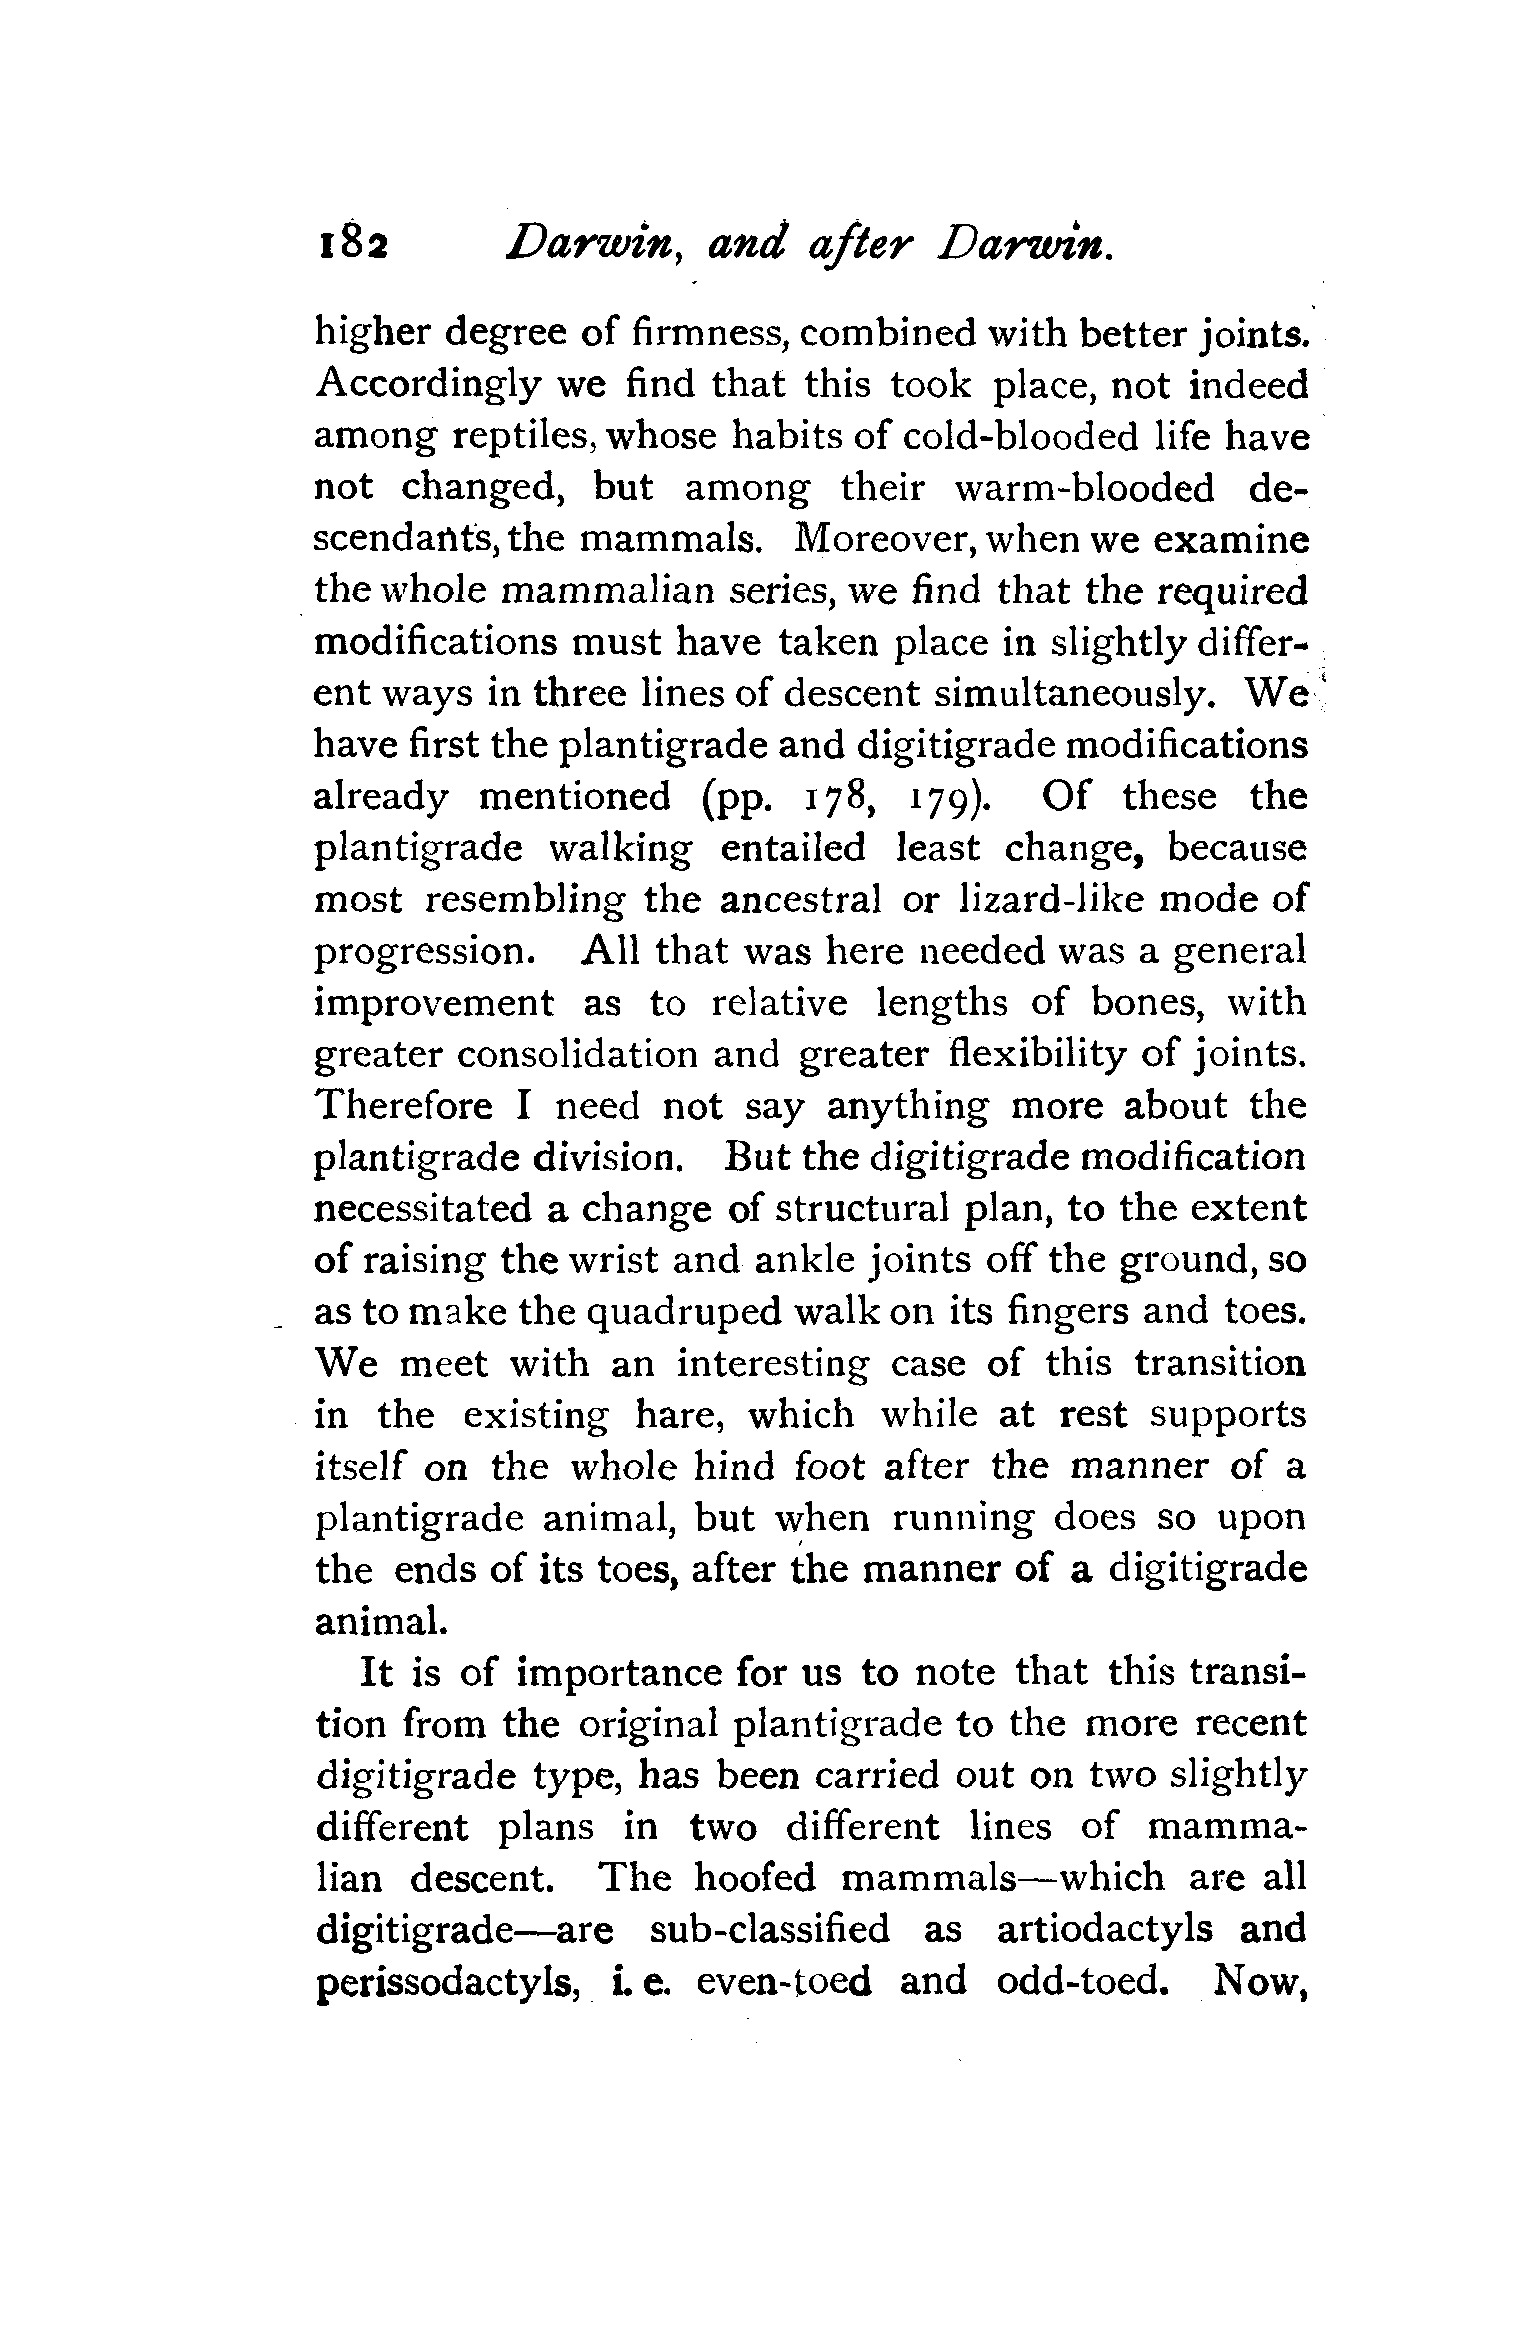 182 Darwin, and after Darwin.
higher degree of firmness, combined with better joints.
Accordingly we find that this took place, not indeed
among reptiles, whose habits of cold-blooded life have
not changed, but among their warm-blooded de-
scendants, the mammals. Moreover, when we examine
the whole mammalian series, we find that the required
modifications must have taken place in slightly differ-
ent ways in three lines of descent simultaneously. We
have first the plantigrade and digitigrade modifications
already mentioned (pp. 178, 179). Of these the
plantigrade walking entailed least change, because
most resembling the ancestral or lizard-like mode of
progression. All that was here needed was a general
improvement as to relative lengths of bones, with
greater consolidation and greater flexibility of joints.
Therefore I need not say anything more about the
plantigrade division. But the digitigrade modification
necessitated a change of structural plan, to the extent
of raising the wrist and ankle joints off the ground, so
as to make the quadruped walk on its fingers and toes.
We meet with an interesting case of this transition
in the existing hare, which while at rest supports
itself on the whole hind foot after the manner of a
plantigrade animal, but when running does so upon
the ends of its toes, after the manner of a digitigrade
animal.
It is of importance for us to note that this transi-
tion from the original plantigrade to the more recent
digitigrade type, has been carried out on two slightly
different plans in two different lines of mamma-
lian descent. The hoofed mammals—which are all
digitigrade—are sub-classified as artiodactyls and
perissodactyls, i. e. even-toed and odd-toed. Now,